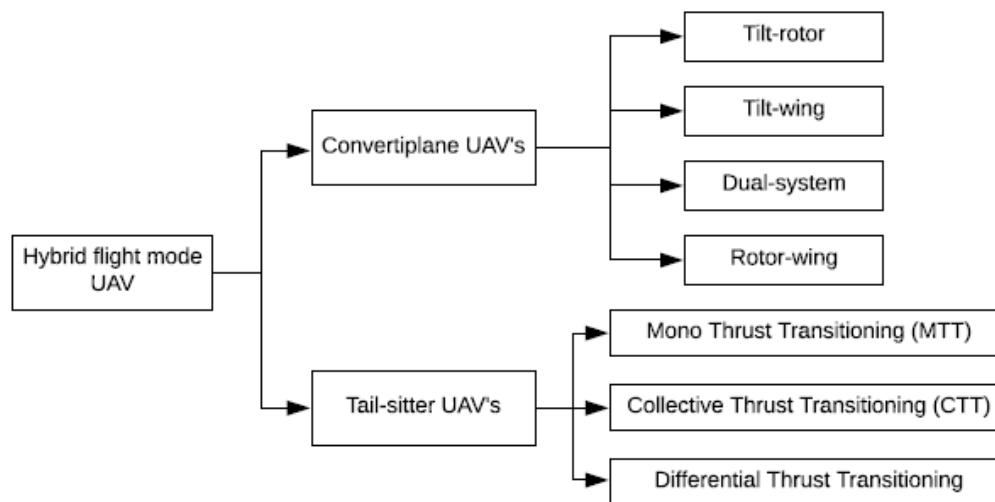 Tilt-rotor
Tilt-wing
Convertiplane UAV's
Dual-system
Hybrid flight mode
UAV
Rotor-wing
Mono Thrust Transitioning (MTT)
Tail-sitter UAV's
Collective Thrust Transitioning (CTT)
Differential Thrust Transitioning